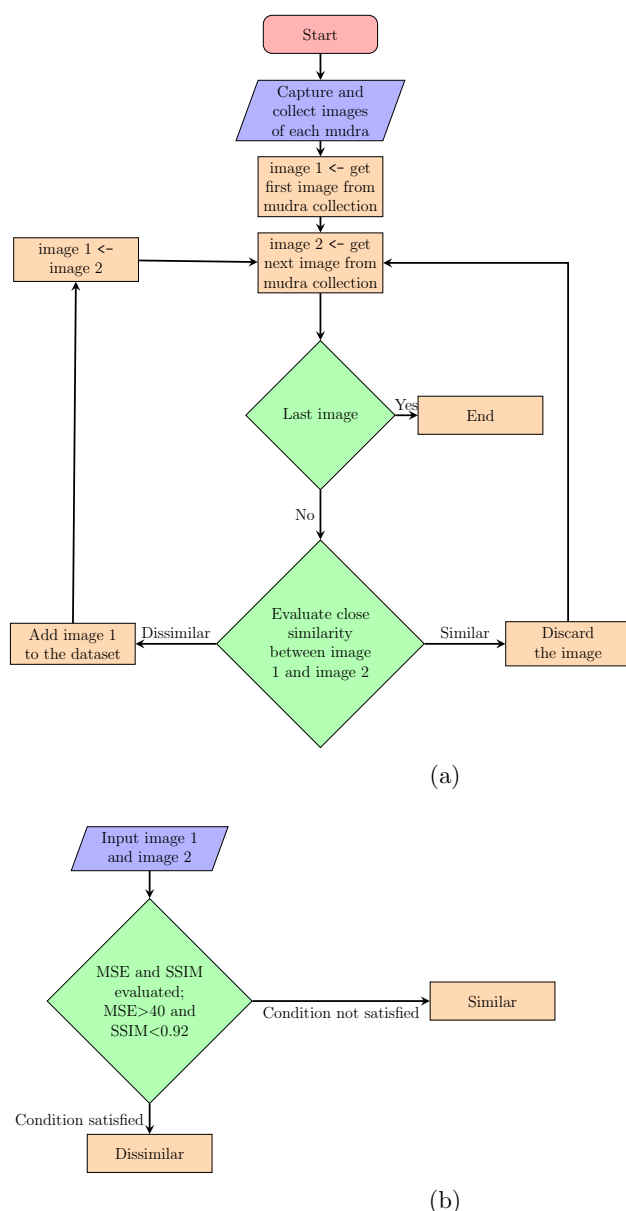 Start
Capture and
collect images
of each mudra
image 1 <- get
first image from
mudra collection
image 1 <-
image 2
image 2 <- get
next image from
mudra collection
Last image
Yes
End
No
Evaluate close
similarity
between image
1 and image 2
Dissimilar
Add image 1
to the dataset
Similar
Discard
the image
(a)
Input image 1
and image 2
MSE and SSIM
evaluated;
MSE>40 and
SSIM<0.92
Condition not satisfied
Similar
Condition satisfied
Dissimilar
(b)